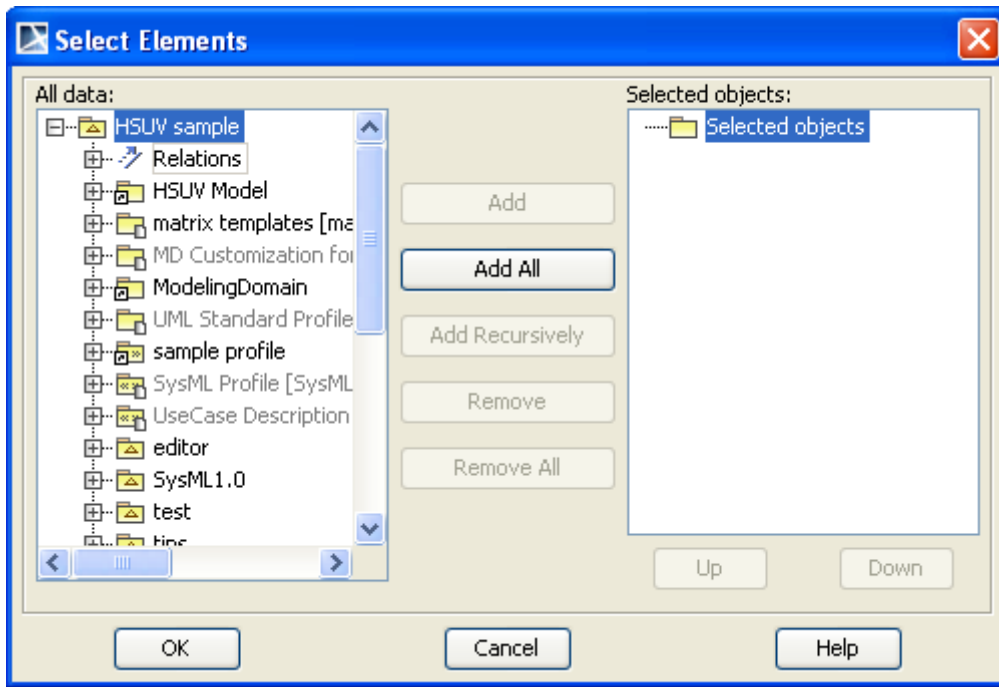 Select Elements
All data:
HSUV sample
Relations
HSUV Model
matrix templates [ma
MD Customization for
ModelingDomain
UML Standard Profile
sample profile
SysML Profile [SysML
UseCase Description
editor
SysML1.0
test
tips
Add
Add All
Add Recursively
Remove
Remove All
Selected objects:
Selected objects
Up
Down
OK
Cancel
Help